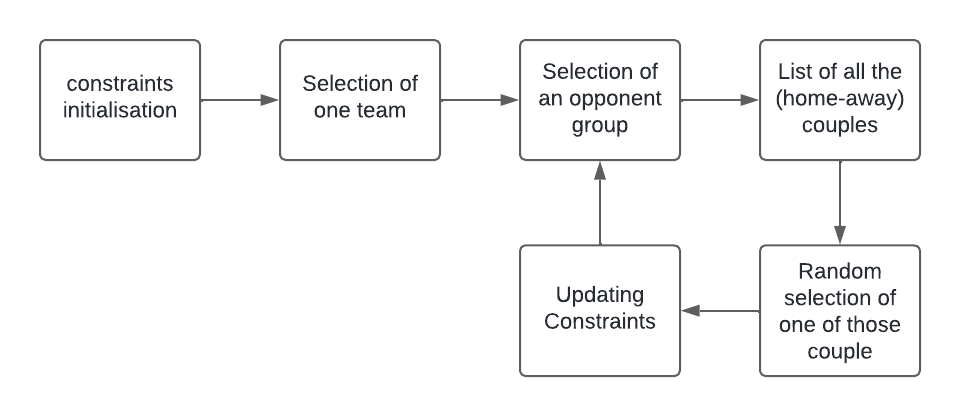 constraints
initialisation
Selection of
one team
Selection of
an opponent
group
List of all the
(home-away)
couples
Updating
Constraints
Random
selection of
one of those
couple